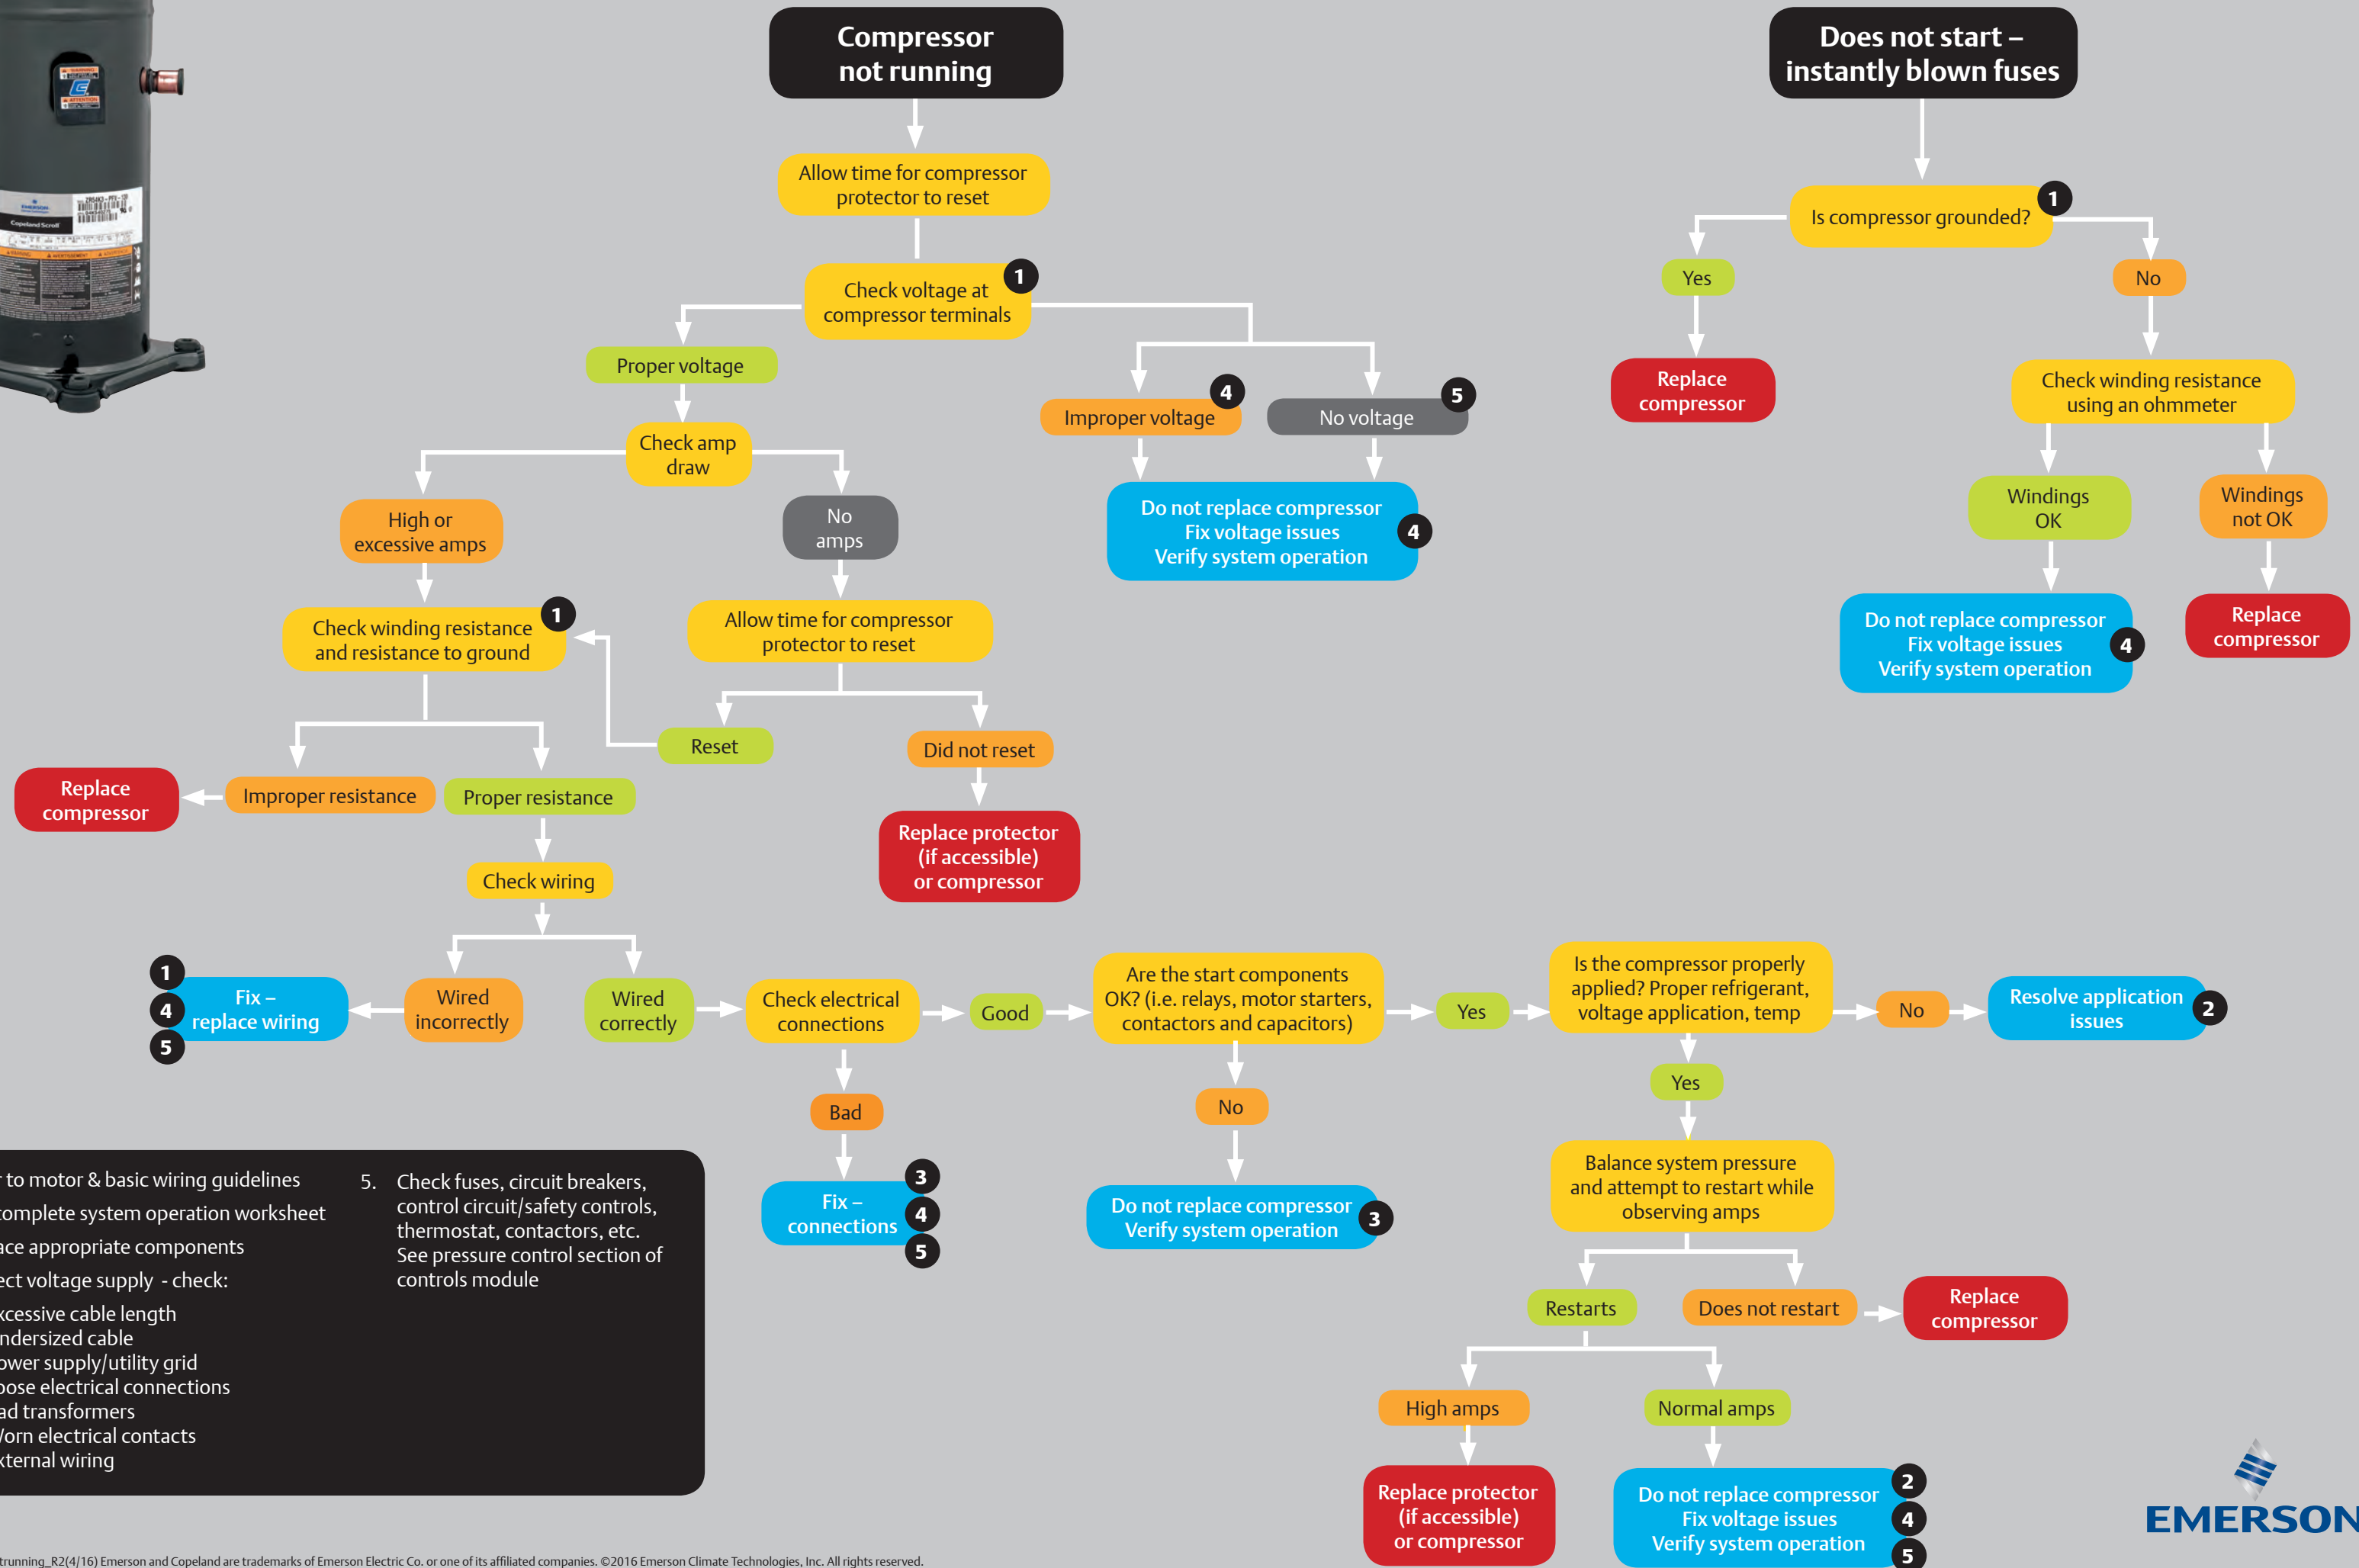 Compressor
not running
Does not start –
instantly blown fuses
Allow time for compressor
protector to reset
Is compressor grounded?
1
Check voltage at
compressor terminals
1
Yes
No
Proper voltage
Improper voltage
4
No voltage
5
Replace
compressor
Check winding resistance
using an ohmmeter
Check amp
draw
High or
excessive amps
No
amps
Do not replace compressor
Fix voltage issues
Verify system operation
4
Windings
OK
Windings
not OK
Check winding resistance
and resistance to ground
1
Allow time for compressor
protector to reset
Do not replace compressor
Fix voltage issues
Verify system operation
4
Replace
compressor
Reset
Did not reset
Replace
compressor
Improper resistance
Proper resistance
Replace protector
(if accessible)
or compressor
Check wiring
1
4
5
Fix –
replace wiring
Wired
incorrectly
Wired
correctly
Check electrical
connections
Good
Are the start components
OK? (i.e. relays, motor starters,
contactors and capacitors)
Yes
Is the compressor properly
applied? Proper refrigerant,
voltage application, temp
No
Resolve application
issues
2
Bad
No
Yes
Fix –
connections
3
4
5
Do not replace compressor
Verify system operation
3
Balance system pressure
and attempt to restart while
observing amps
Restarts
Does not restart
Replace
compressor
High amps
Normal amps
Replace protector
(if accessible)
or compressor
Do not replace compressor
Fix voltage issues
Verify system operation
2
4
5
to motor & basic wiring guidelines
complete system operation worksheet
appropriate components
voltage supply - check:
cable length
cable
supply/utility grid
electrical connections
transformers
electrical contacts
wiring
5. Check fuses, circuit breakers,
control circuit/safety controls,
thermostat, contactors, etc.
See pressure control section of
controls module
EMERSON
trunning_R2(4/16) Emerson and Copeland are trademarks of Emerson Electric Co. or one of its affiliated companies. ©2016 Emerson Climate Technologies, Inc. All rights reserved.
EMERSON
Copeland Scroll